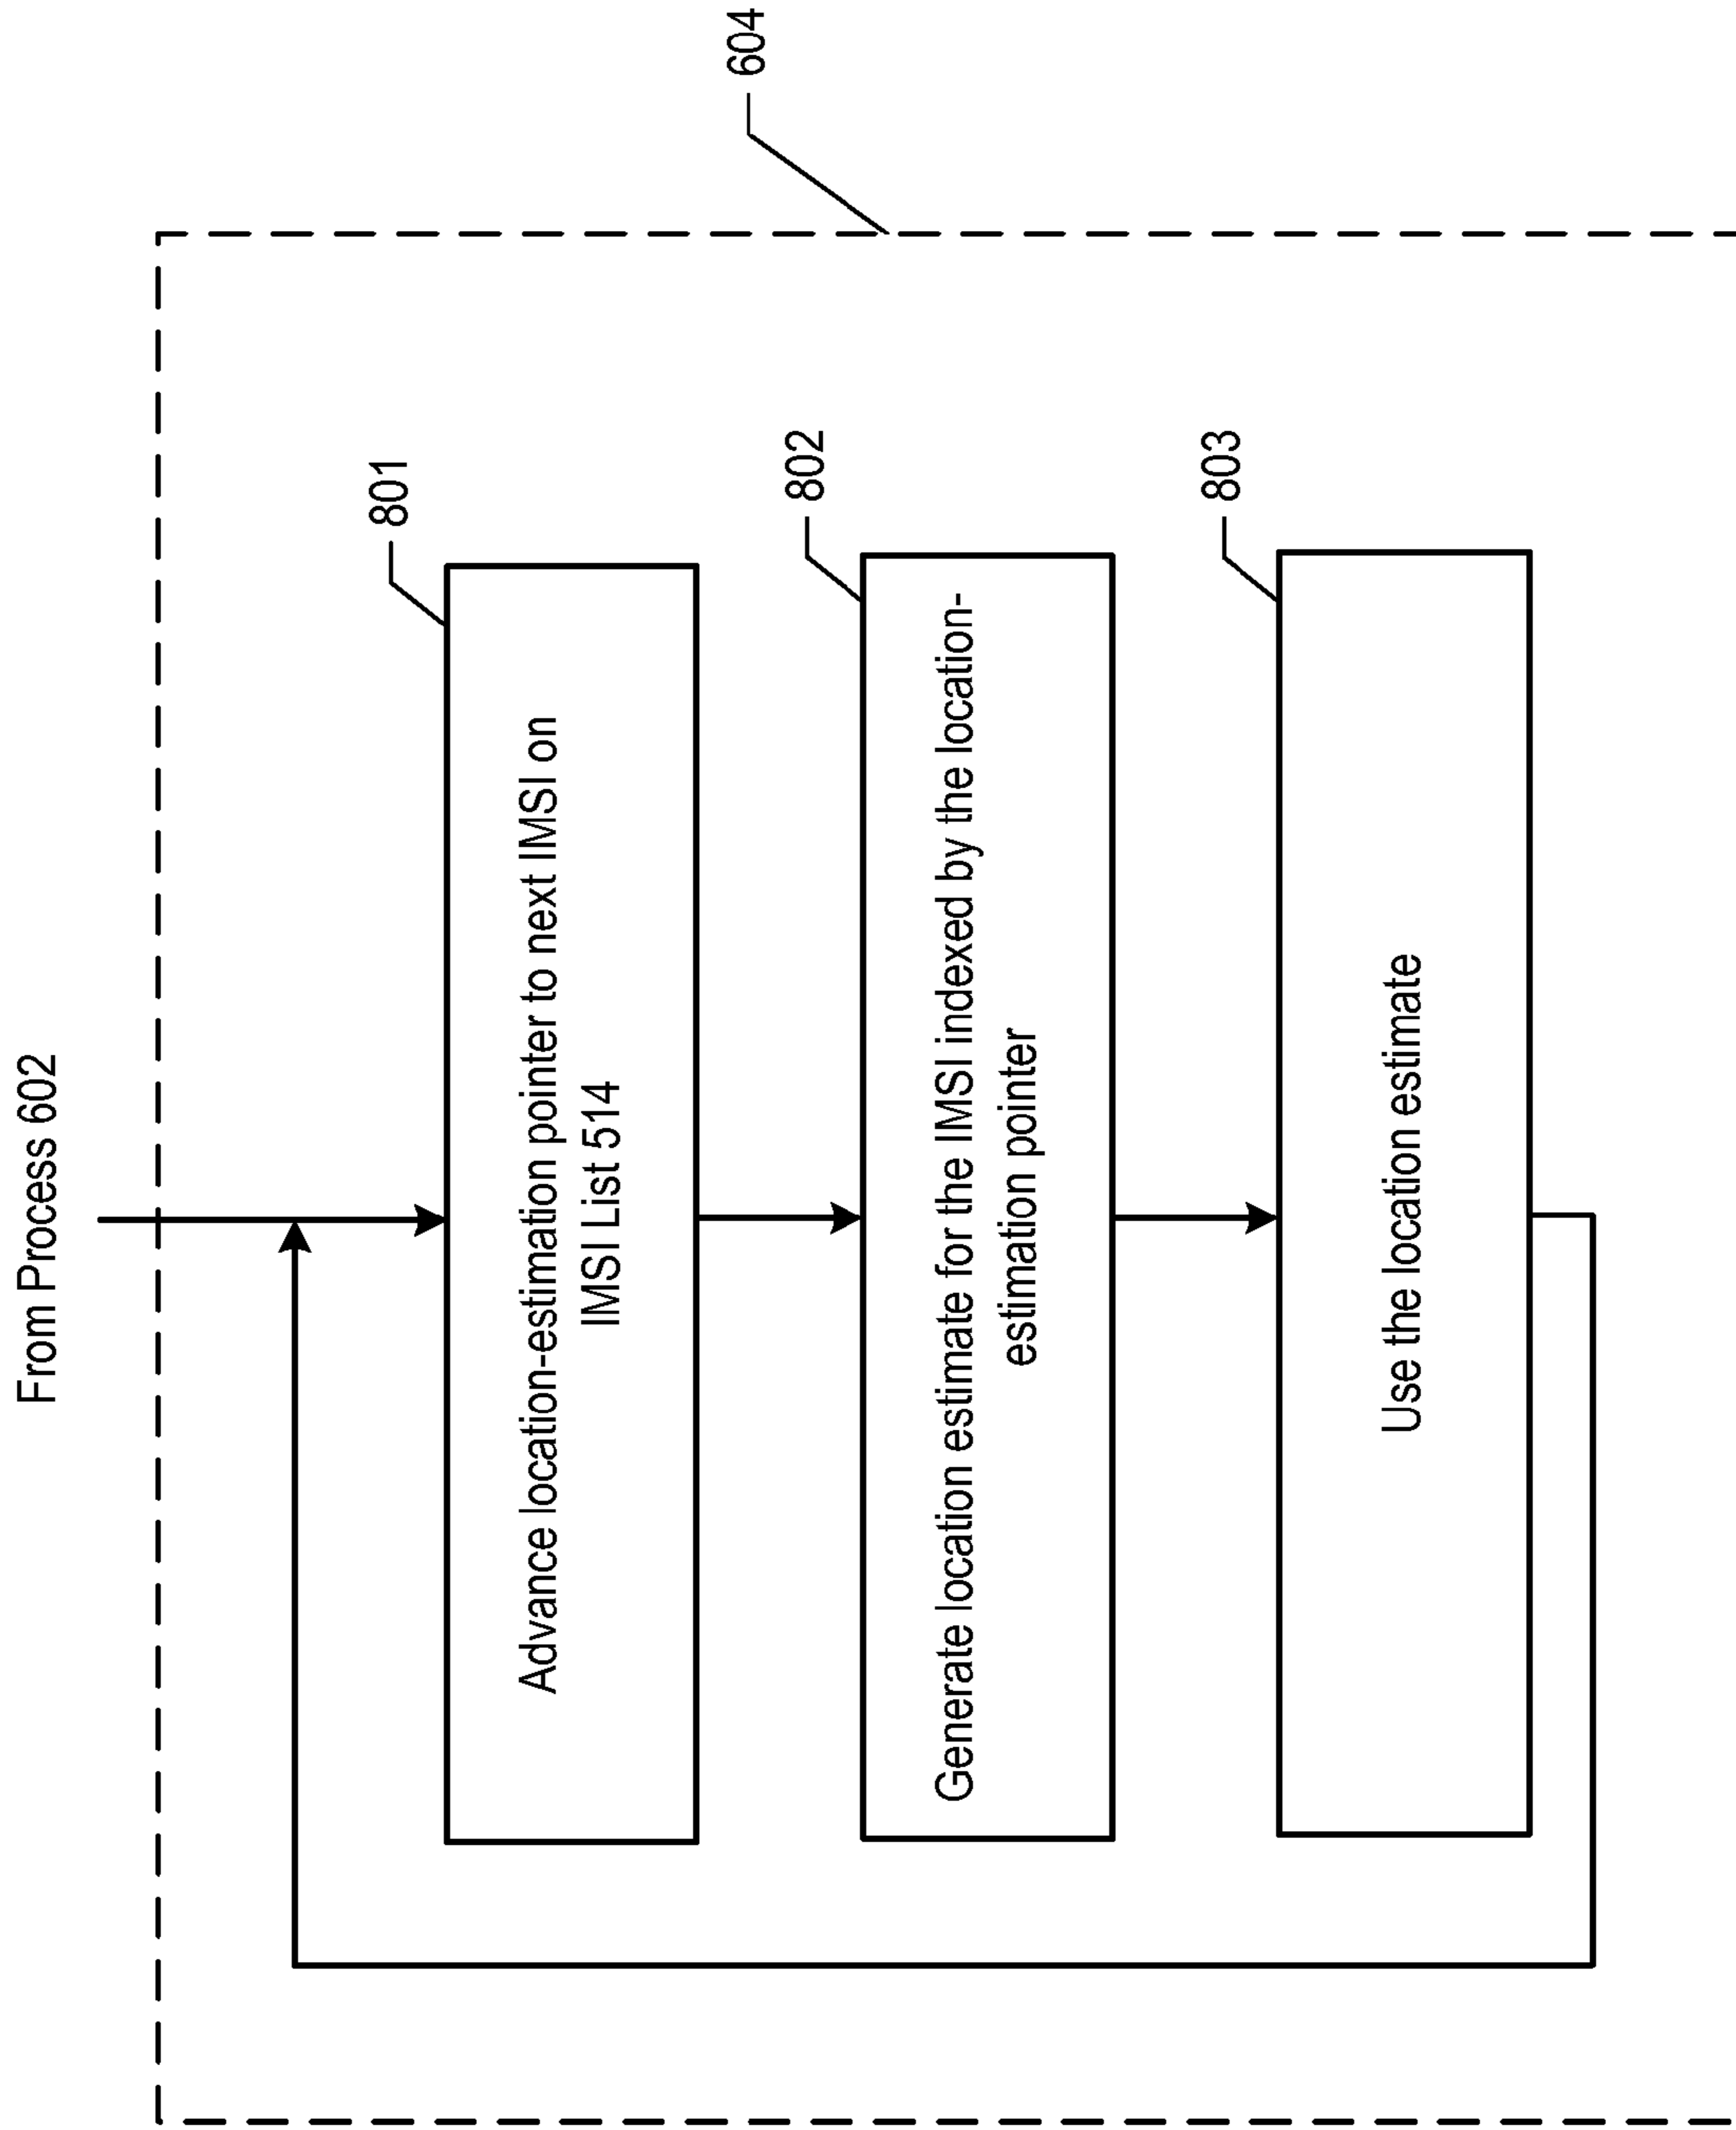 From Process 602
604
801
Advance location-estimation pointer to next IMSI on
IMSI List 514
802
Generate location estimate for the IMSI indexed by the location-
estimation pointer
803
Use the location estimate